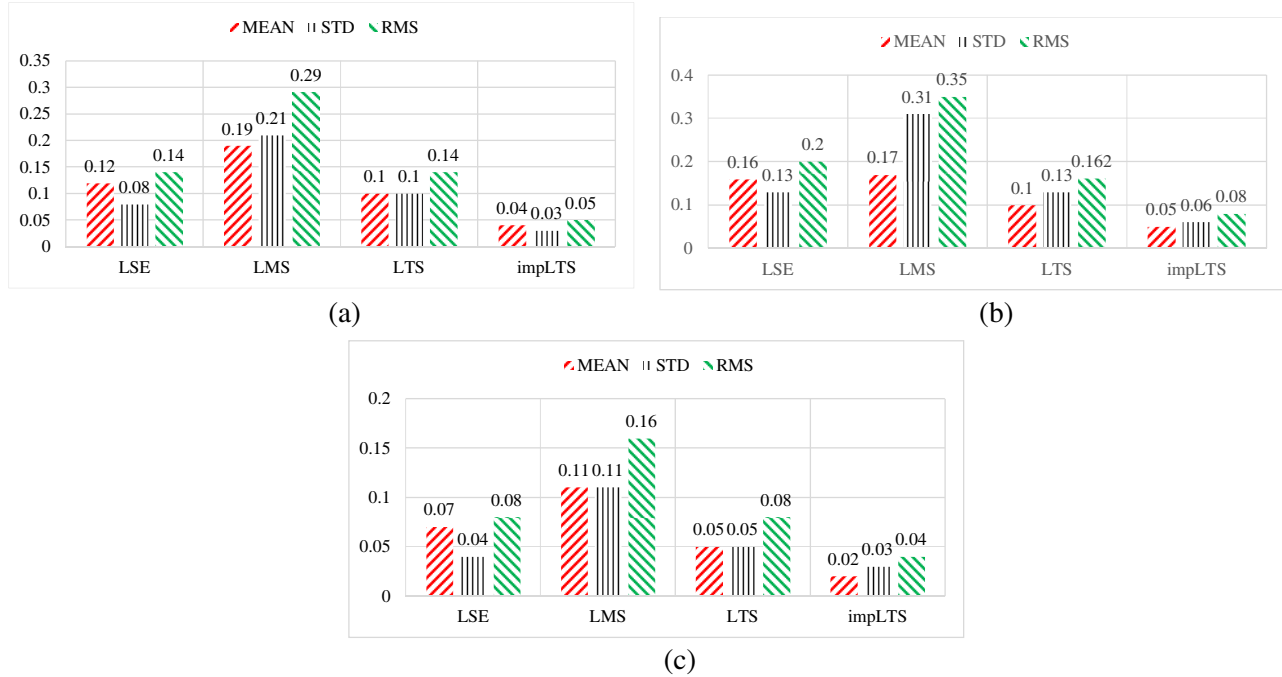 MEAN STD RMS
0.35
0.3
0.25
0.2
0.15
0.1
0.05
0
0.12 0.08 0.14
0.19 0.21 0.29
0.1 0.1 0.14
0.04 0.03 0.05
LSE LMS LTS impLTS
(a)
MEAN STD RMS
0.4
0.3
0.2
0.1
0
0.16 0.13 0.2
0.17 0.31 0.35
0.1 0.13 0.162
0.05 0.06 0.08
LSE LMS LTS impLTS
(b)
MEAN STD RMS
0.2
0.15
0.1
0.05
0
0.07 0.04 0.08
0.11 0.11 0.16
0.05 0.05 0.08
0.02 0.03 0.04
LSE LMS LTS impLTS
(c)